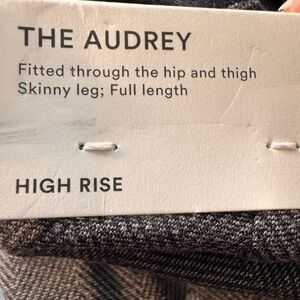 THE AUDREY
Fitted through the hip and thigh
Skinny leg; Full length
HIGH RISE